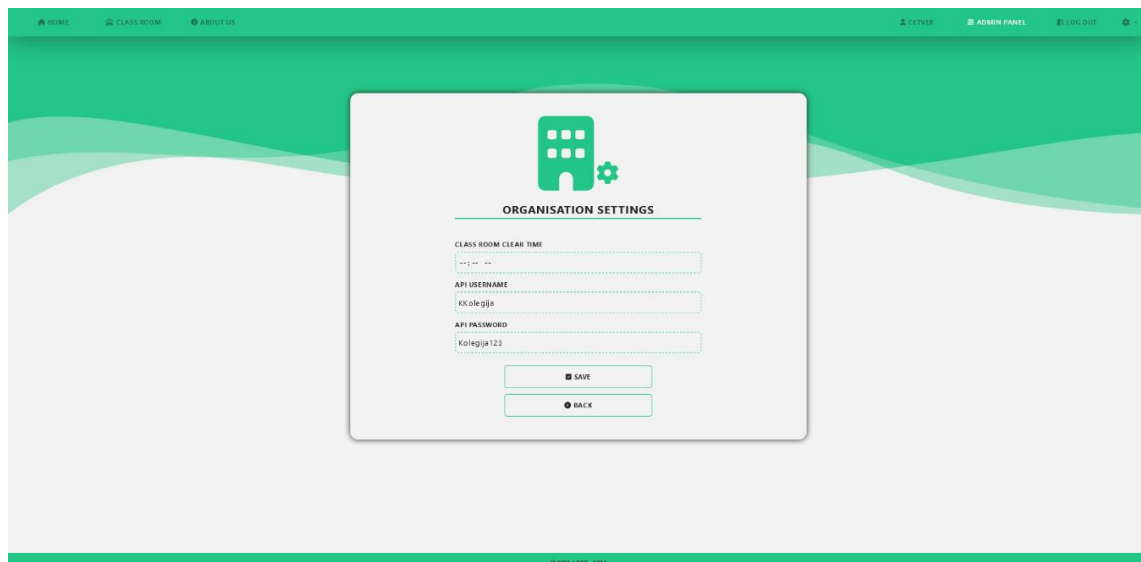 HOME CLASS ROOM ABOUT US CETVEX ADMIN PANEL LOG OUT
ORGANISATION SETTINGS
CLASS ROOM CLEAR TIME
--:-- --
API USERNAME
KKolegija
API PASSWORD
Kolegija123
SAVE
BACK